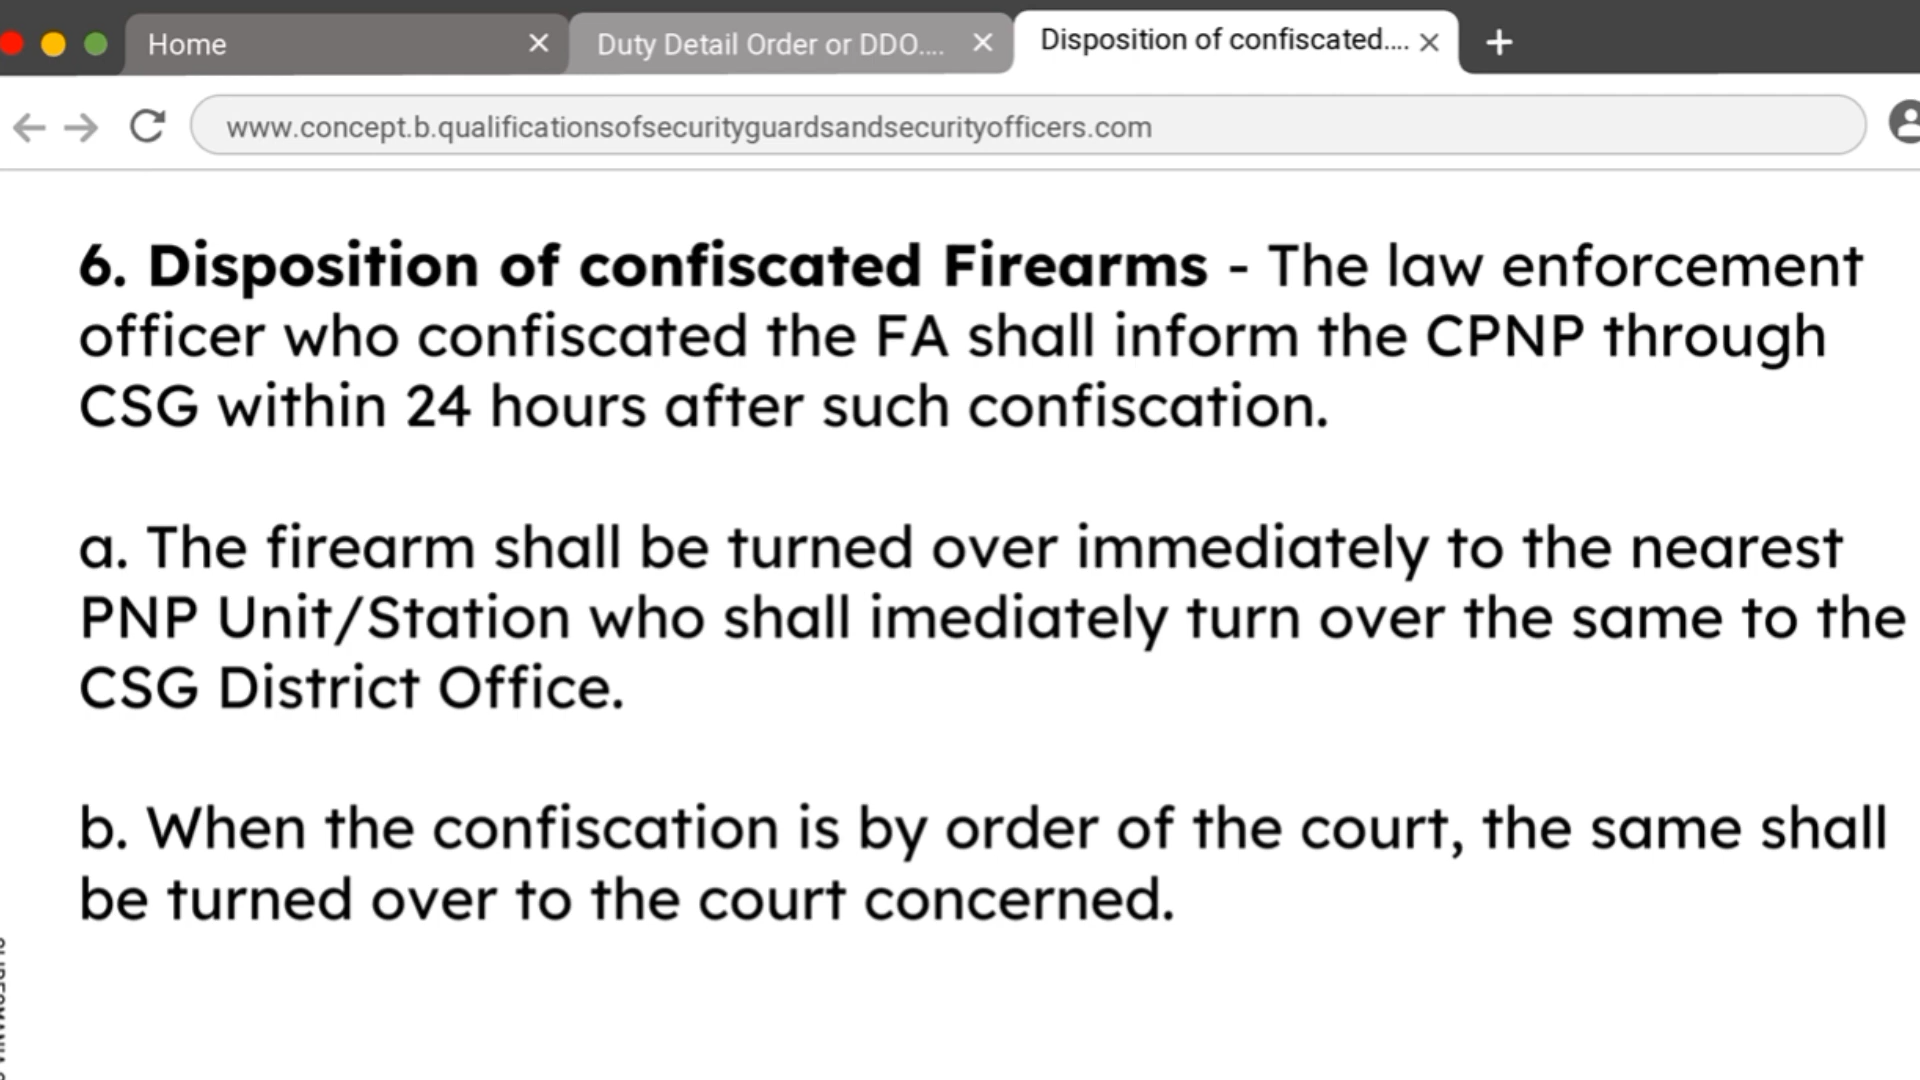 Home
Duty Detail Order or DDO....
Disposition of confiscated....
www.concept.b.qualificationsofsecurityguardsandsecurityofficers.com
6. Disposition of confiscated Firearms - The law enforcement
officer who confiscated the FA shall inform the CPNP through
CSG within 24 hours after such confiscation.
a. The firearm shall be turned over immediately to the nearest
PNP Unit/Station who shall imediately turn over the same to the
CSG District Office.
b. When the confiscation is by order of the court, the same shall
be turned over to the court concerned.